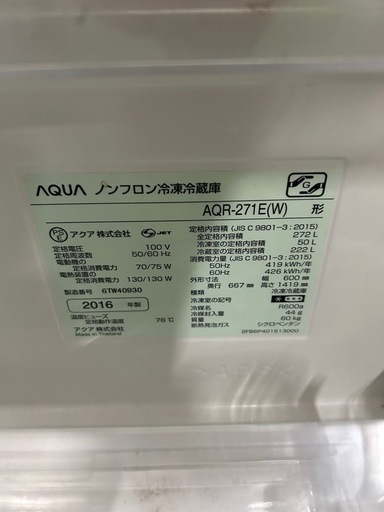 AQUA ノンフロン冷凍冷蔵庫
AQR-271E(W) 形
PS E アクア株式会社 S-JET
定格電圧 100 V
定格周波数 50/60 Hz
電動機の
定格消費電力 70/75 W
電熱装置の
定格消費電力 130/130 W
製造番号 6TW40930
2016 年製
温度ヒューズ
定格動作温度 76℃
アクア株式会社
Made in Thailand
定格内容積 (JIS C 9801-3:2015)
全定格内容積 272 L
冷凍室の定格内容積 50 L
冷蔵室の定格内容積 222 L
消費電力量 (JIS C 9801-3:2015)
50Hz 419 kWh/年
60Hz 426 kWh/年
外形寸法 幅 600 mm
奥行 667 mm 高さ 1419 mm
種類 冷凍冷蔵庫
冷凍室の記号
冷媒名 R600a
冷媒封入量 44 g
質量 60 kg
断熱発泡ガス シクロペンタン
0FB6P401S13000